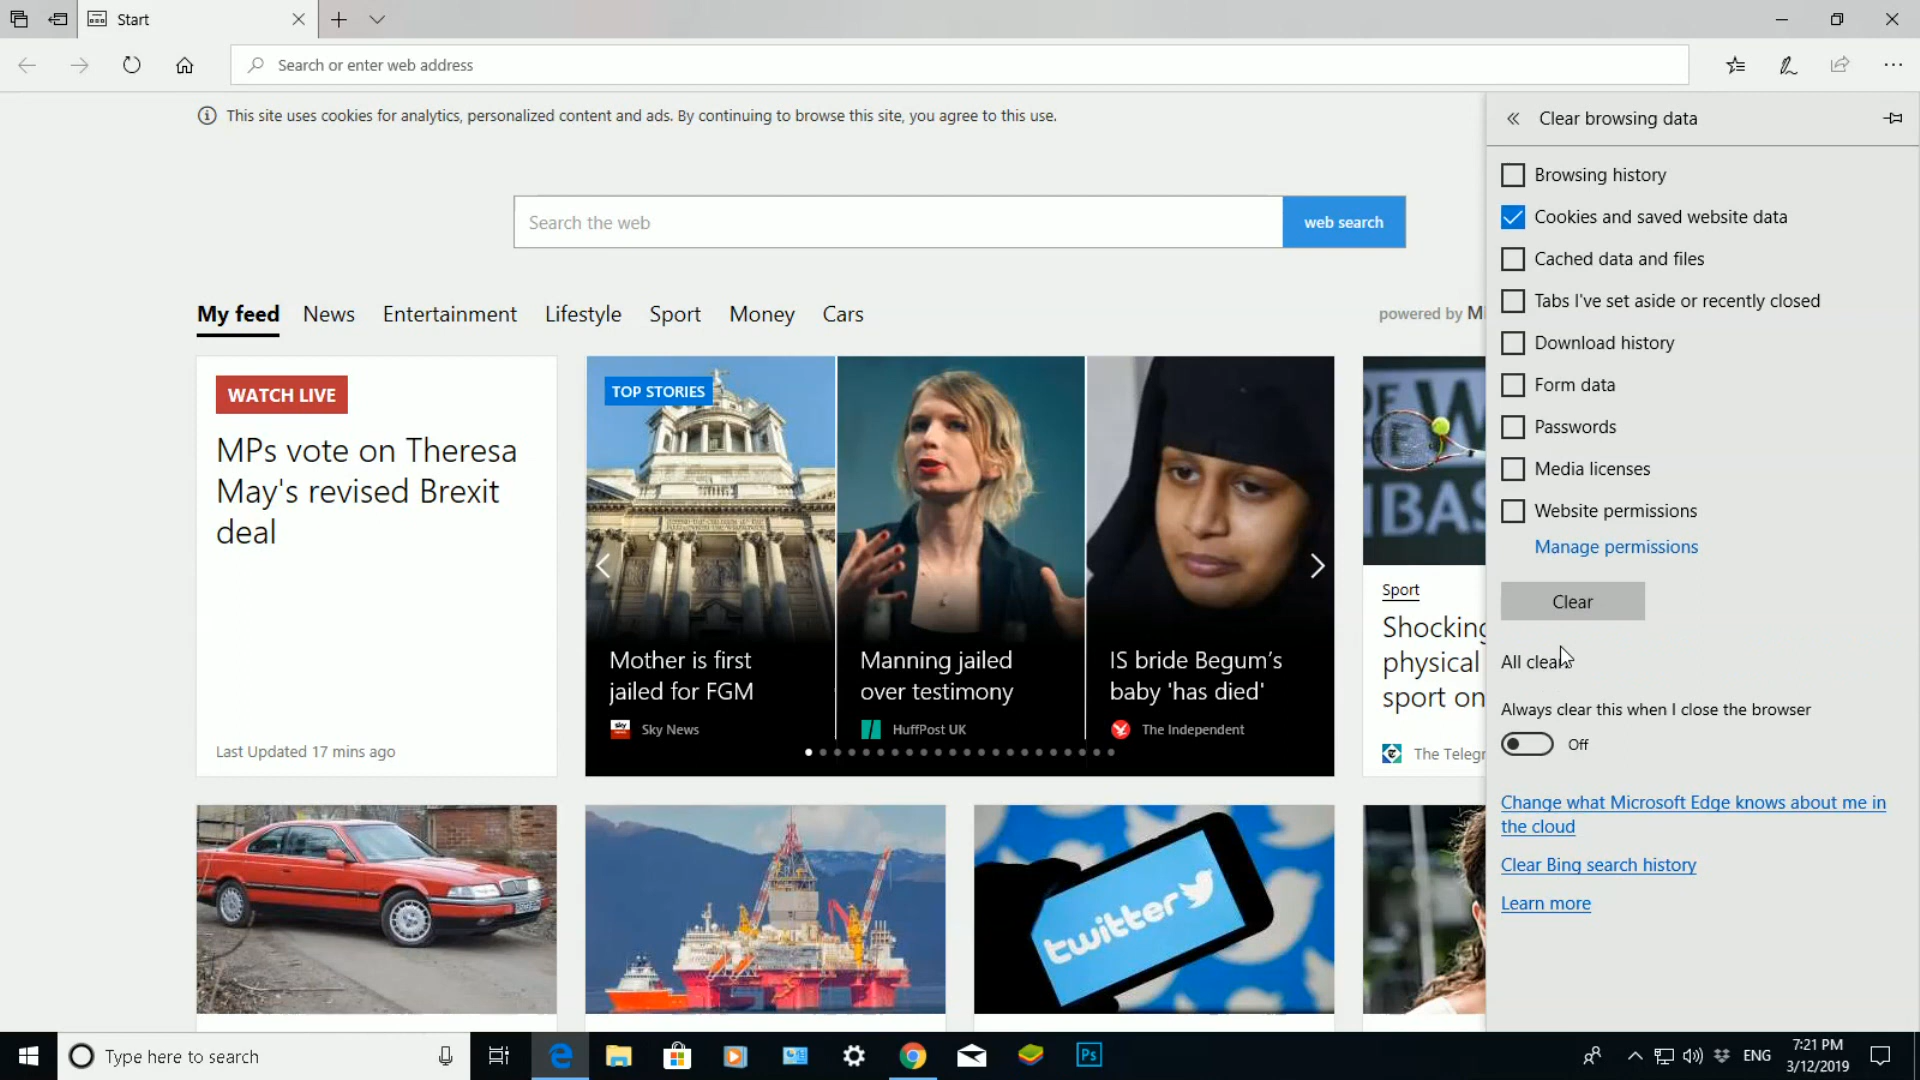 Start
Search or enter web address
This site uses cookies for analytics, personalized content and ads. By continuing to browse this site, you agree to this use.
Search the web
web search
My feed
News
Entertainment
Lifestyle
Sport
Money
Cars
powered by
WATCH LIVE
MPs vote on Theresa
May's revised Brexit
deal
Last Updated 17 mins ago
TOP STORIES
Mother is first
jailed for FGM
sky news
Sky News
Manning jailed
over testimony
HuffPost UK
IS bride Begum's
baby 'has died'
The Independent
Sport
Shocking
physical
sport on
The Telegr
twitter
Clear browsing data
Browsing history
Cookies and saved website data
Cached data and files
Tabs I've set aside or recently closed
Download history
Form data
Passwords
Media licenses
Website permissions
Manage permissions
Clear
All clear
Always clear this when I close the browser
Off
Change what Microsoft Edge knows about me in
the cloud
Clear Bing search history
Learn more
Type here to search
Ps
ENG
7:21 PM
3/12/2019